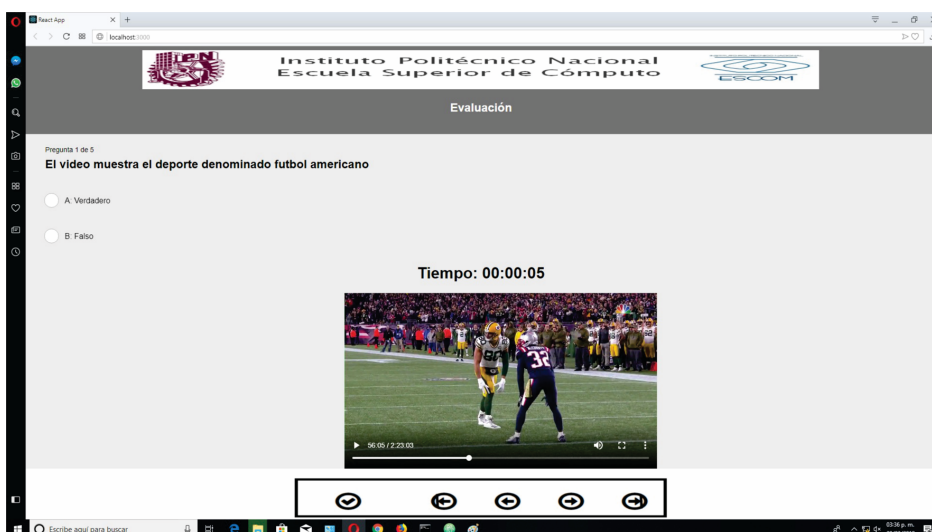 React App
localhost:3000
IPN
Instituto Politécnico Nacional
Escuela Superior de Cómputo
ESCOM
Evaluación
Pregunta 1 de 5
El video muestra el deporte denominado futbol americano
A: Verdadero
B: Falso
Tiempo: 00:00:05
32
56:05 / 2:23:03
Escribe aquí para buscar
03:36 p. m.